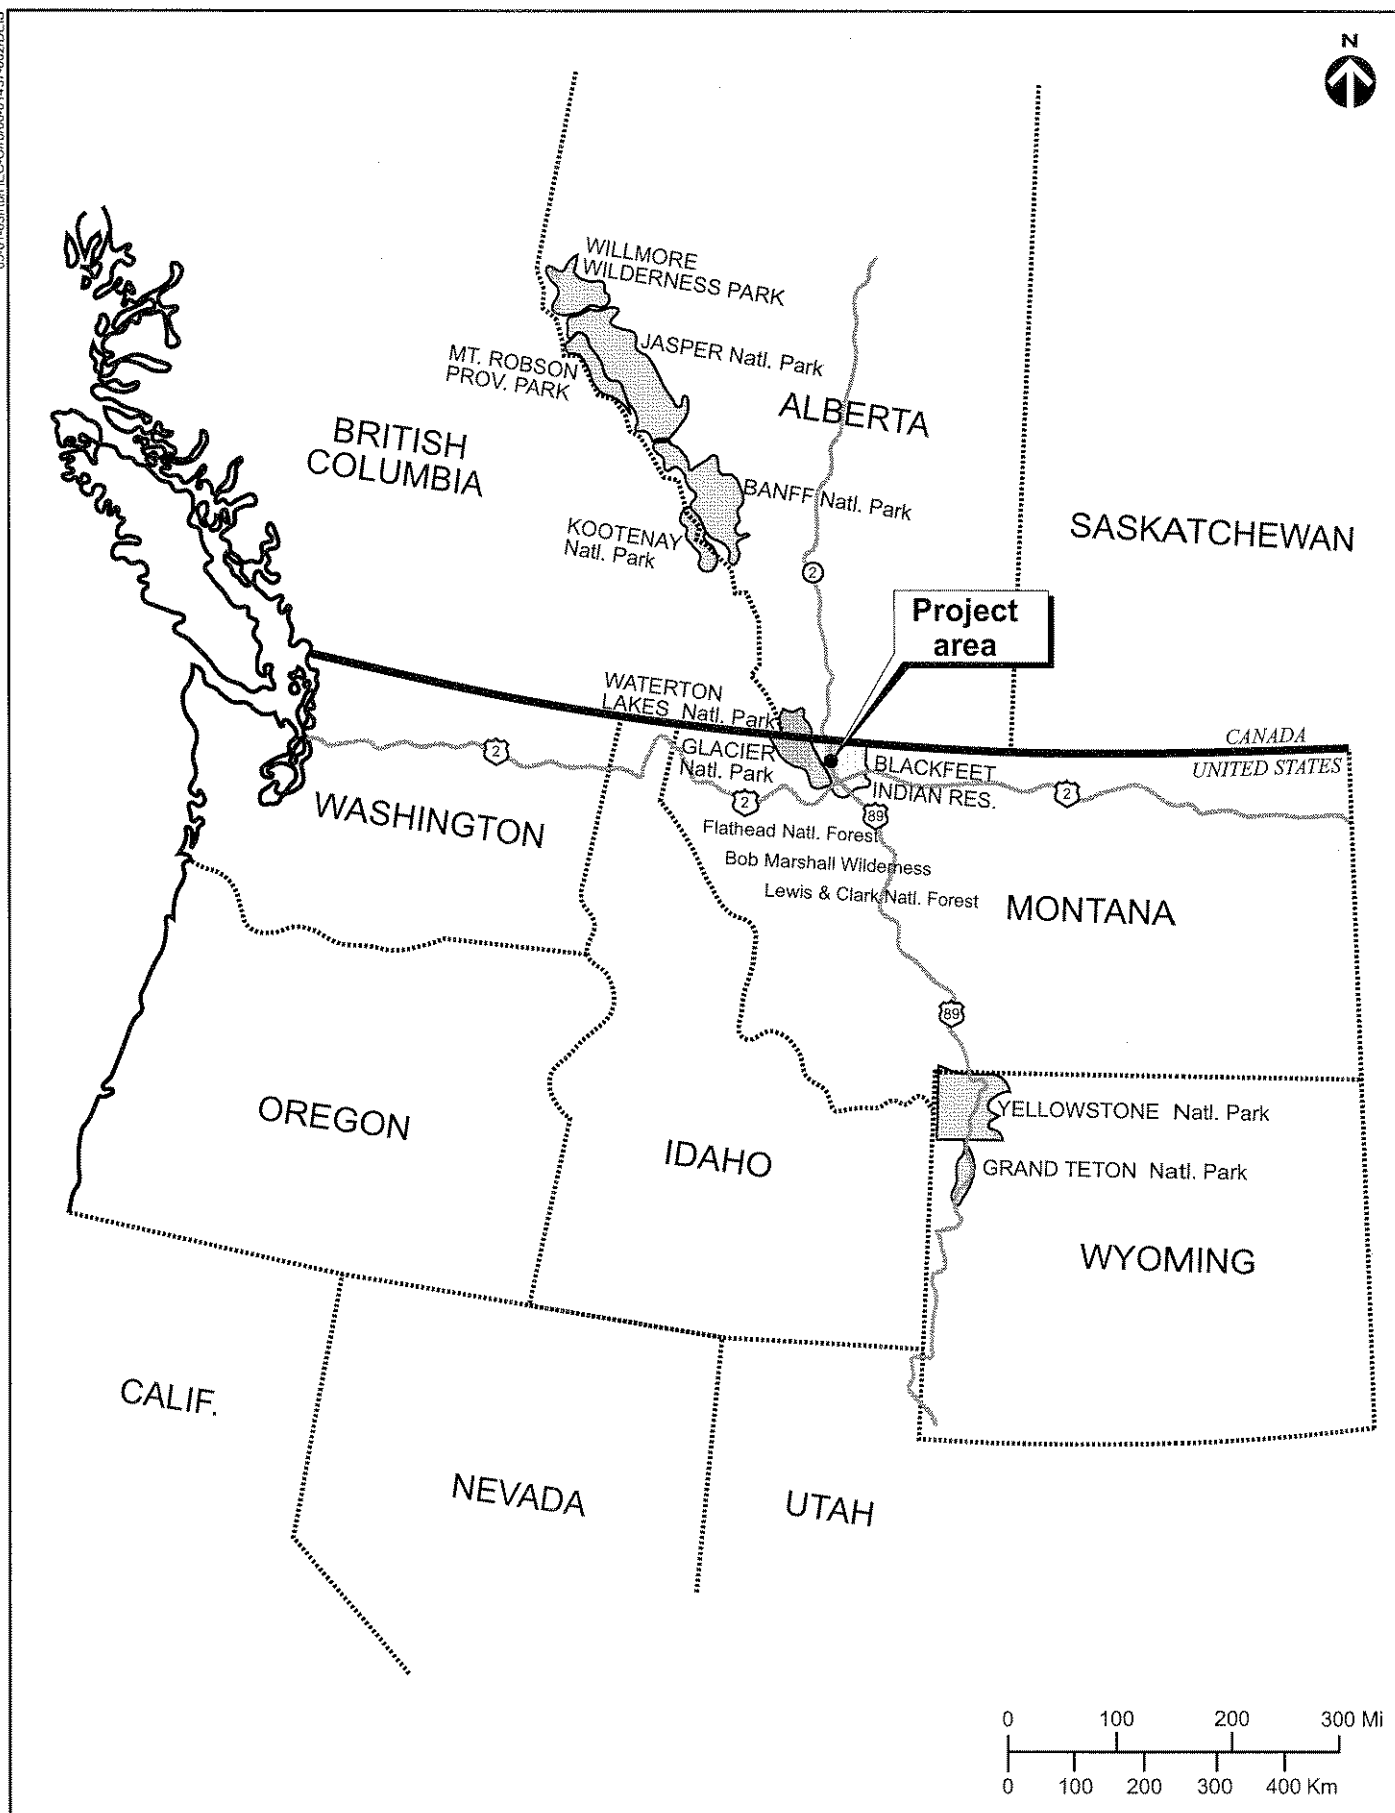 N
WILLMORE
WILDERNESS PARK
JASPER Natl. Park
MT. ROBSON
PROV. PARK
ALBERTA
BRITISH
COLUMBIA
BANFF Natl. Park
KOOTENAY
Natl. Park
SASKATCHEWAN
2
Project
area
WATERTON
LAKES Natl. Park
CANADA
UNITED STATES
GLACIER
Natl. Park
BLACKFEET
INDIAN RES.
2
2
2
89
WASHINGTON
Flathead Natl. Forest
Bob Marshall Wilderness
Lewis & Clark Natl. Forest
MONTANA
89
OREGON
IDAHO
YELLOWSTONE Natl. Park
GRAND TETON Natl. Park
WYOMING
CALIF.
NEVADA
UTAH
0 100 200 300 Mi
0 100 200 300 400 Km